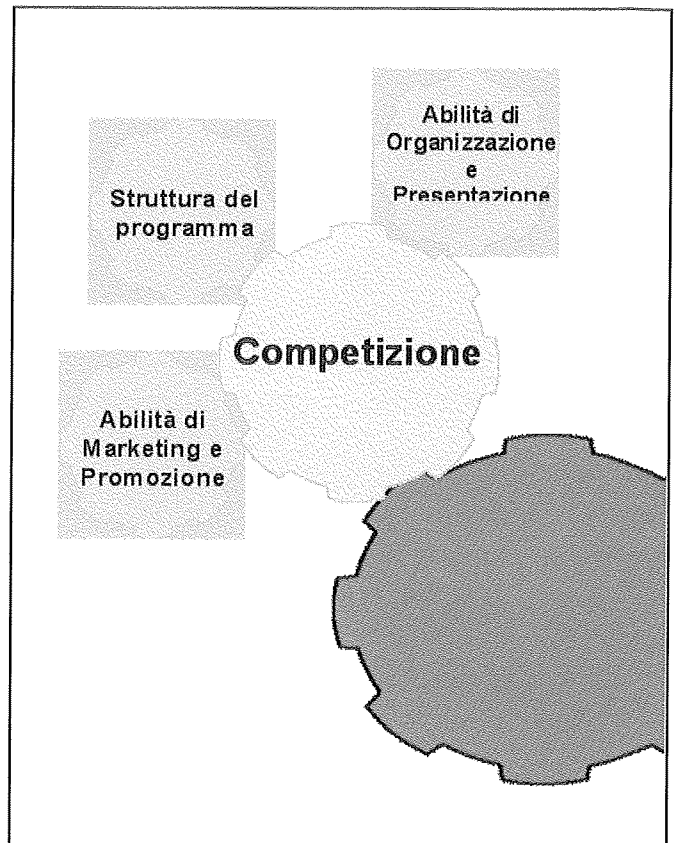 Abilità di
Organizzazione
e
Presentazione
Struttura del
programma
Competizione
Abilità di
Marketing e
Promozione